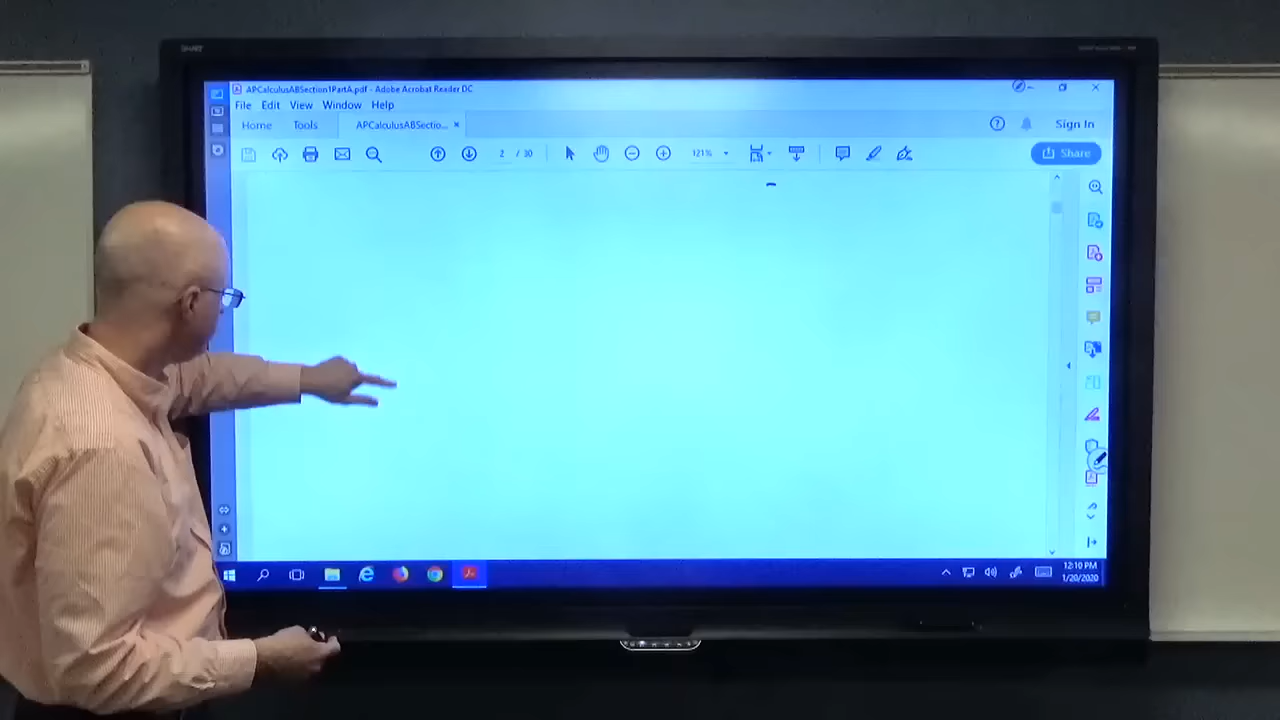 SMART
APCalculusABSection1PartA.pdf - Adobe Acrobat Reader DC
File Edit View Window Help
Home Tools APCalculusABSectio... × Sign In
2 / 30 121% Share
12:10 PM
1/20/2020